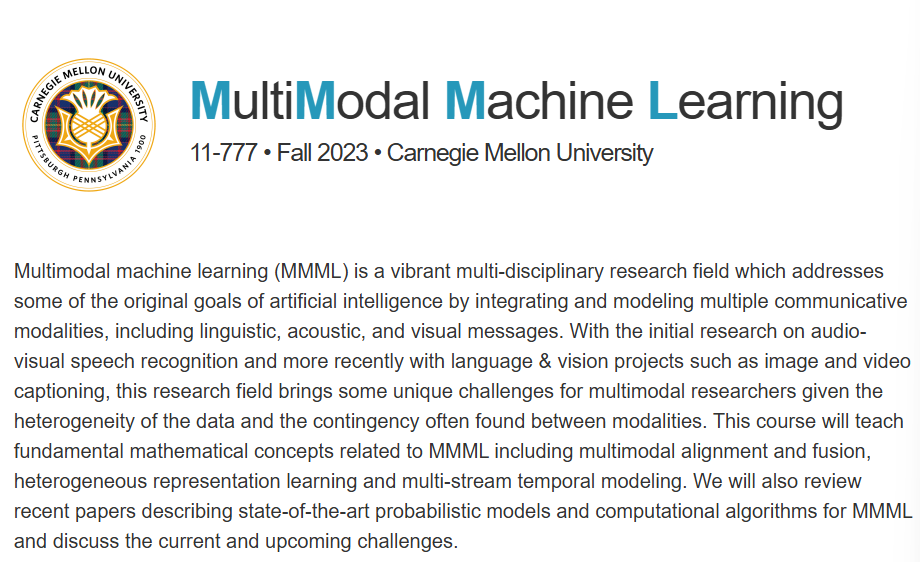 CARNEGIE MELLON UNIVERSITY
PITTSBURGH PENNSYLVANIA 1900
MultiModal Machine Learning
11-777 • Fall 2023 • Carnegie Mellon University
Multimodal machine learning (MMML) is a vibrant multi-disciplinary research field which addresses
some of the original goals of artificial intelligence by integrating and modeling multiple communicative
modalities, including linguistic, acoustic, and visual messages. With the initial research on audio-
visual speech recognition and more recently with language & vision projects such as image and video
captioning, this research field brings some unique challenges for multimodal researchers given the
heterogeneity of the data and the contingency often found between modalities. This course will teach
fundamental mathematical concepts related to MMML including multimodal alignment and fusion,
heterogeneous representation learning and multi-stream temporal modeling. We will also review
recent papers describing state-of-the-art probabilistic models and computational algorithms for MMML
and discuss the current and upcoming challenges.